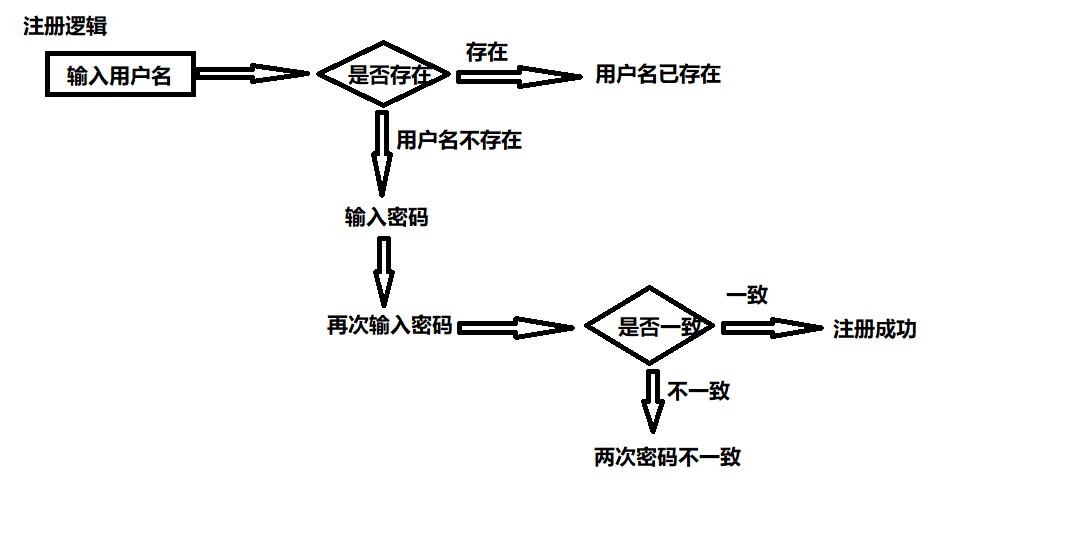 注册逻辑
输入用户名
是否存在
存在
用户名已存在
用户名不存在
输入密码
再次输入密码
是否一致
一致
注册成功
不一致
两次密码不一致